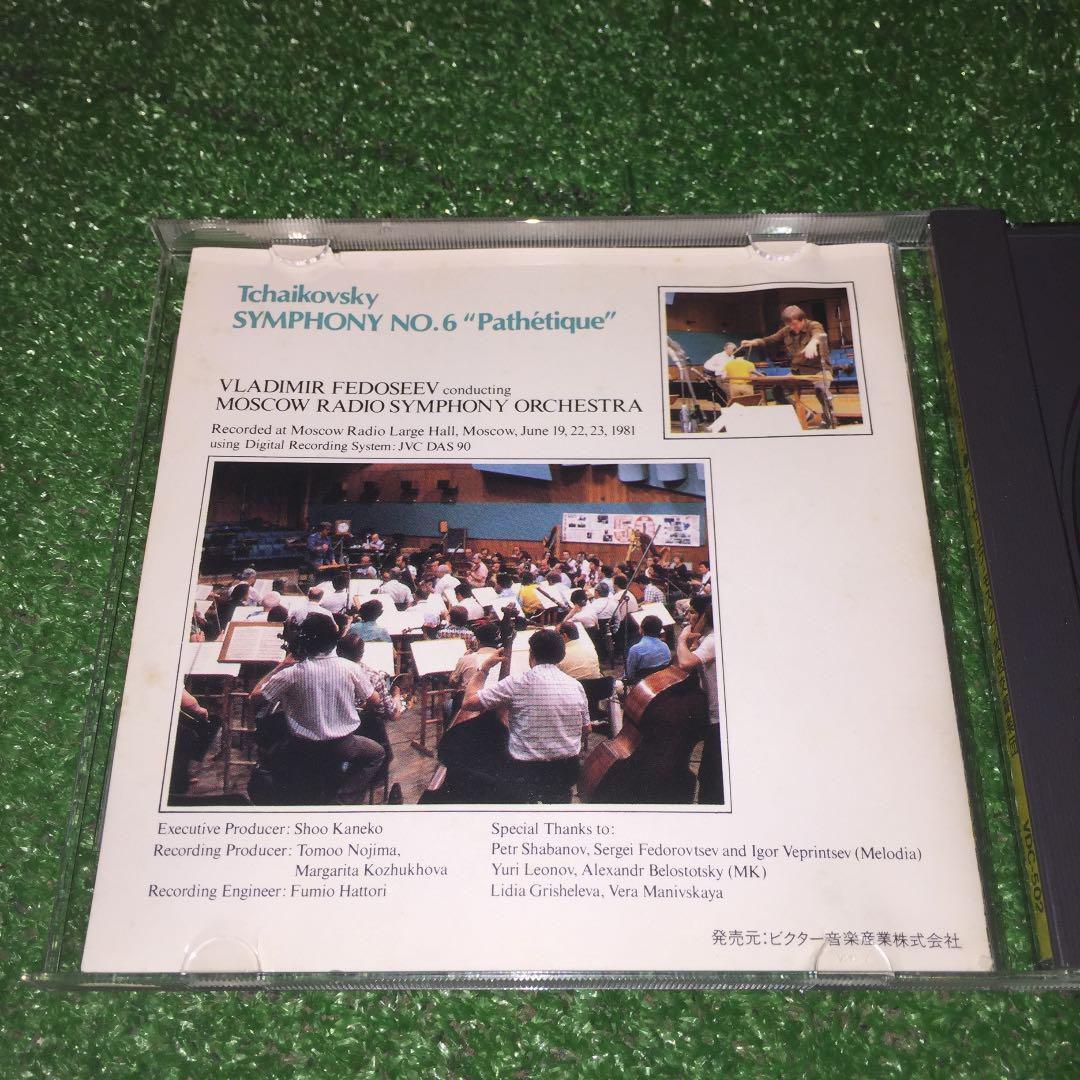 Tchaikovsky
SYMPHONY NO. 6 “Pathétique”
VLADIMIR FEDOSEEV conducting
MOSCOW RADIO SYMPHONY ORCHESTRA
Recorded at Moscow Radio Large Hall, Moscow, June 19, 22, 23, 1981
using Digital Recording System: JVC DAS 90
Executive Producer: Shoo Kaneko
Recording Producer: Tomoo Nojima,
Margarita Kozhukhova
Recording Engineer: Fumio Hattori
Special Thanks to:
Petr Shabanov, Sergei Fedorovtsev and Igor Veprintsev (Melodia)
Yuri Leonov, Alexandr Belostotsky (MK)
Lidia Grisheleva, Vera Manivskaya
発売元:ビクター音楽産業株式会社
VDC-502